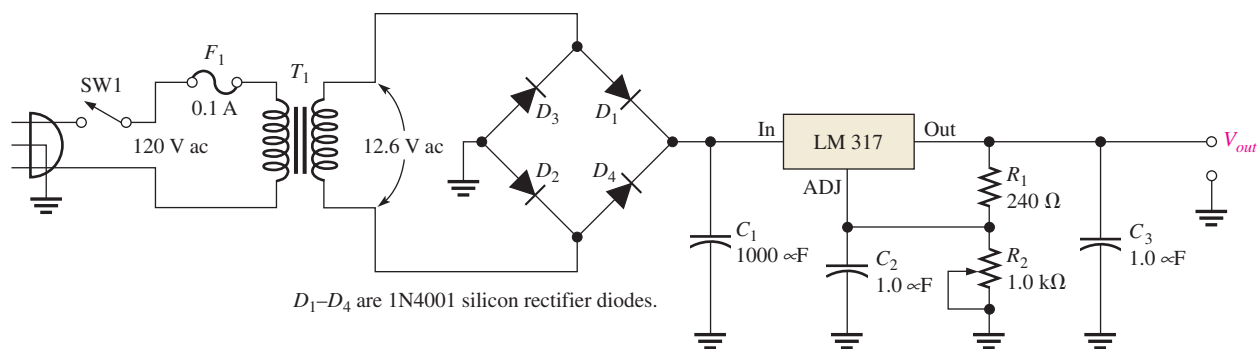 SW1
F1
0.1 A
120 V ac
T1
12.6 V ac
D3
D1
D2
D4
D1–D4 are 1N4001 silicon rectifier diodes.
In
LM 317
Out
ADJ
C1
1000 ∝F
C2
1.0 ∝F
R1
240 Ω
R2
1.0 kΩ
C3
1.0 ∝F
Vout